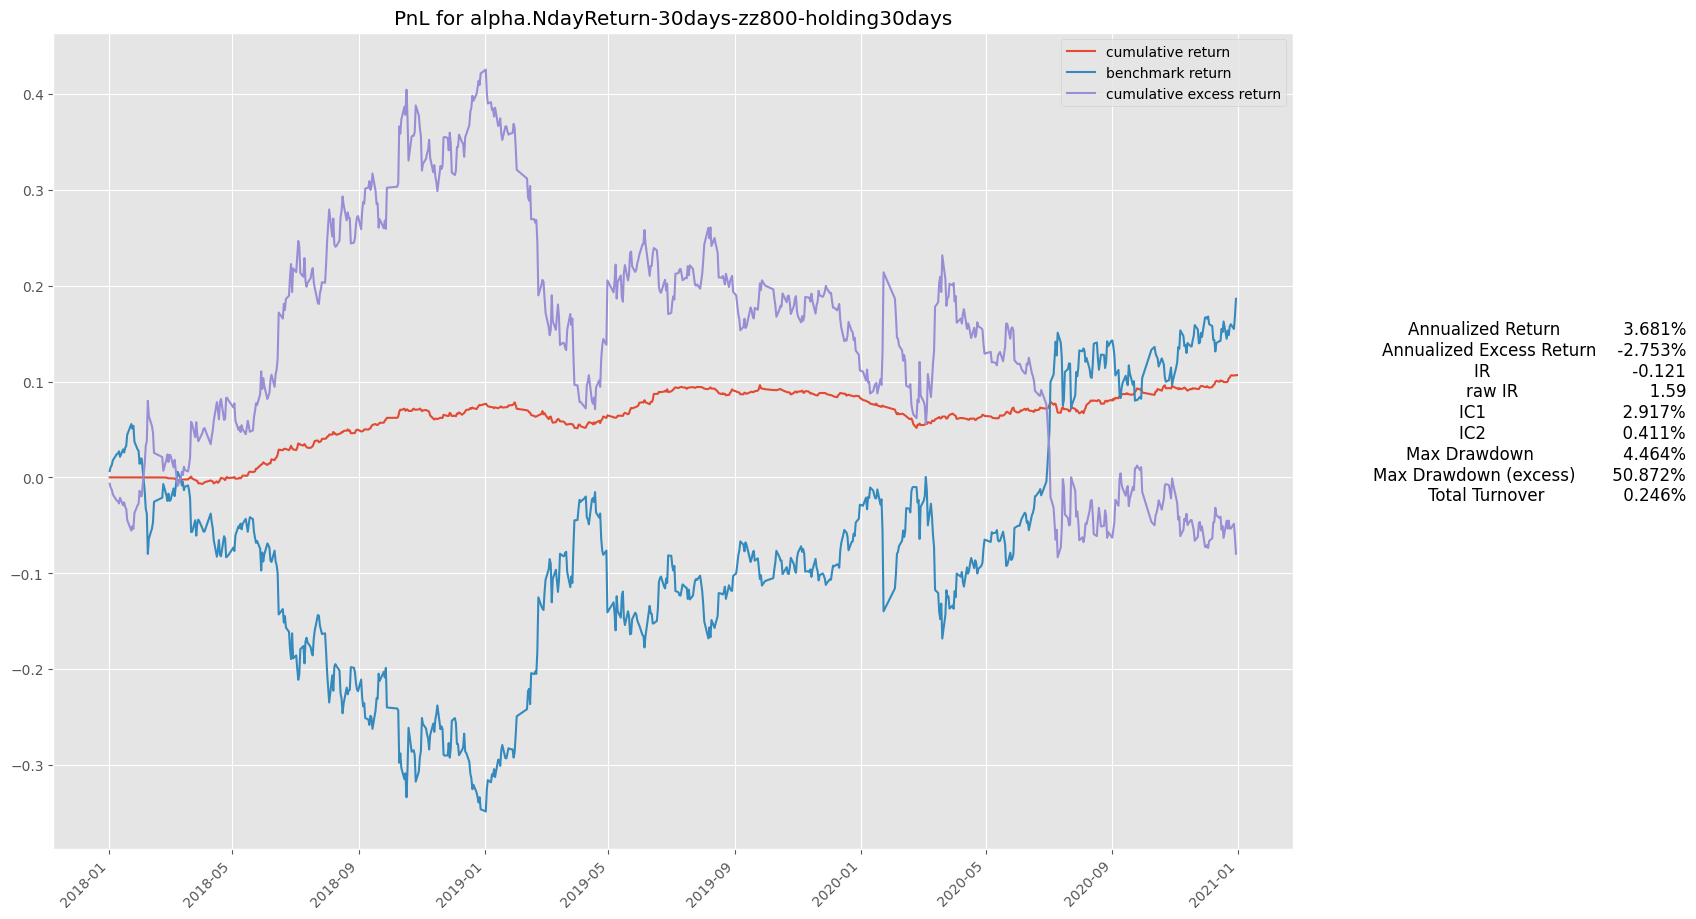 PnL for alpha.NdayReturn-30days-zz800-holding30days
cumulative return
benchmark return
cumulative excess return
0.4
0.3
0.2
0.1
0.0
−0.1
−0.2
−0.3
2018-01
2018-05
2018-09
2019-01
2019-05
2019-09
2020-01
2020-05
2020-09
2021-01
Annualized Return 3.681%
Annualized Excess Return -2.753%
IR -0.121
raw IR 1.59
IC1 2.917%
IC2 0.411%
Max Drawdown 4.464%
Max Drawdown (excess) 50.872%
Total Turnover 0.246%